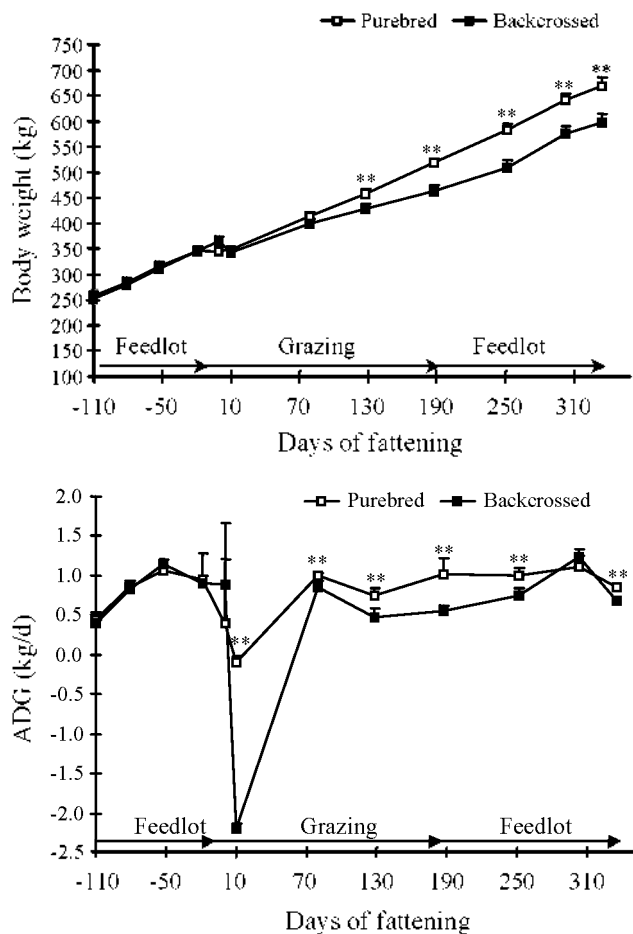 Purebred Backcrossed
750
700
650
600
550
500
450
400
350
300
250
200
150
100
Body weight (kg)
** ** ** ** ** **
Feedlot Grazing Feedlot
-110 -50 10 70 130 190 250 310
Days of fattening
Purebred Backcrossed
2.0
1.5
1.0
0.5
0.0
-0.5
-1.0
-1.5
-2.0
-2.5
ADG (kg/d)
** ** ** ** ** **
Feedlot Grazing Feedlot
-110 -50 10 70 130 190 250 310
Days of fattening